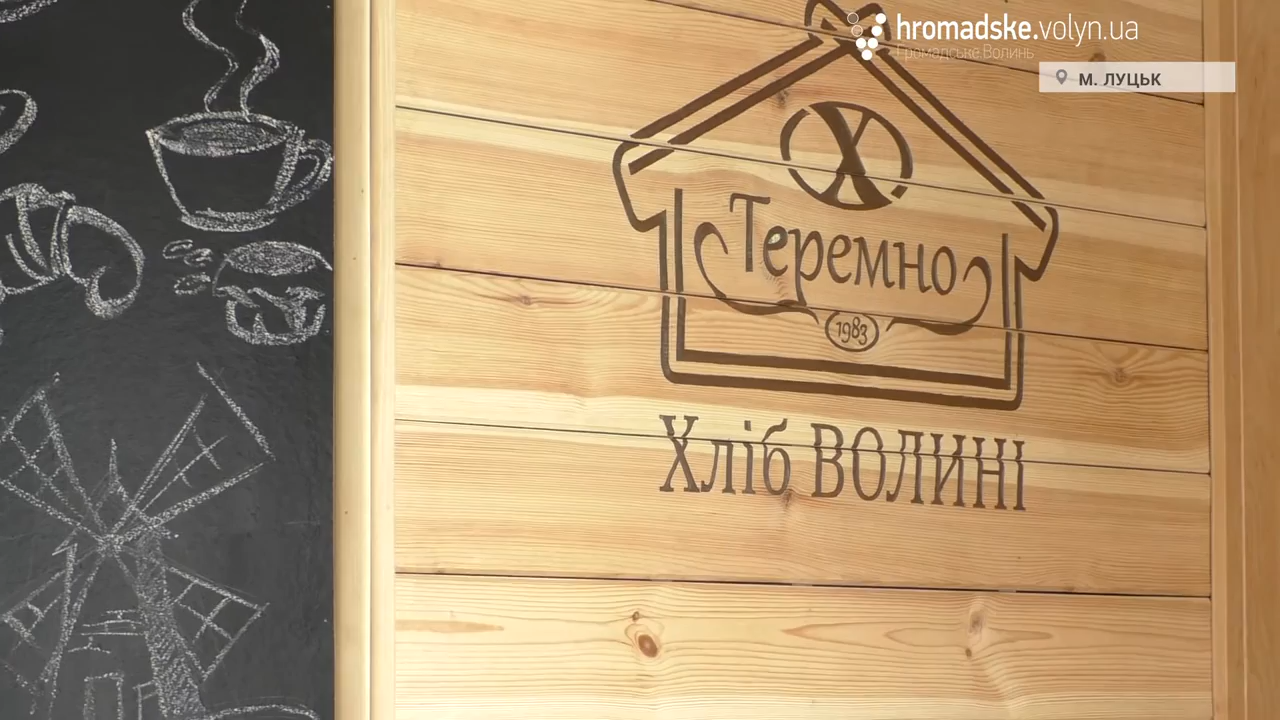 hromadske.volyn.ua
Громадське.Волинь
М. ЛУЦЬК
Х
Теремно
1983
Хліб ВОЛИНІ